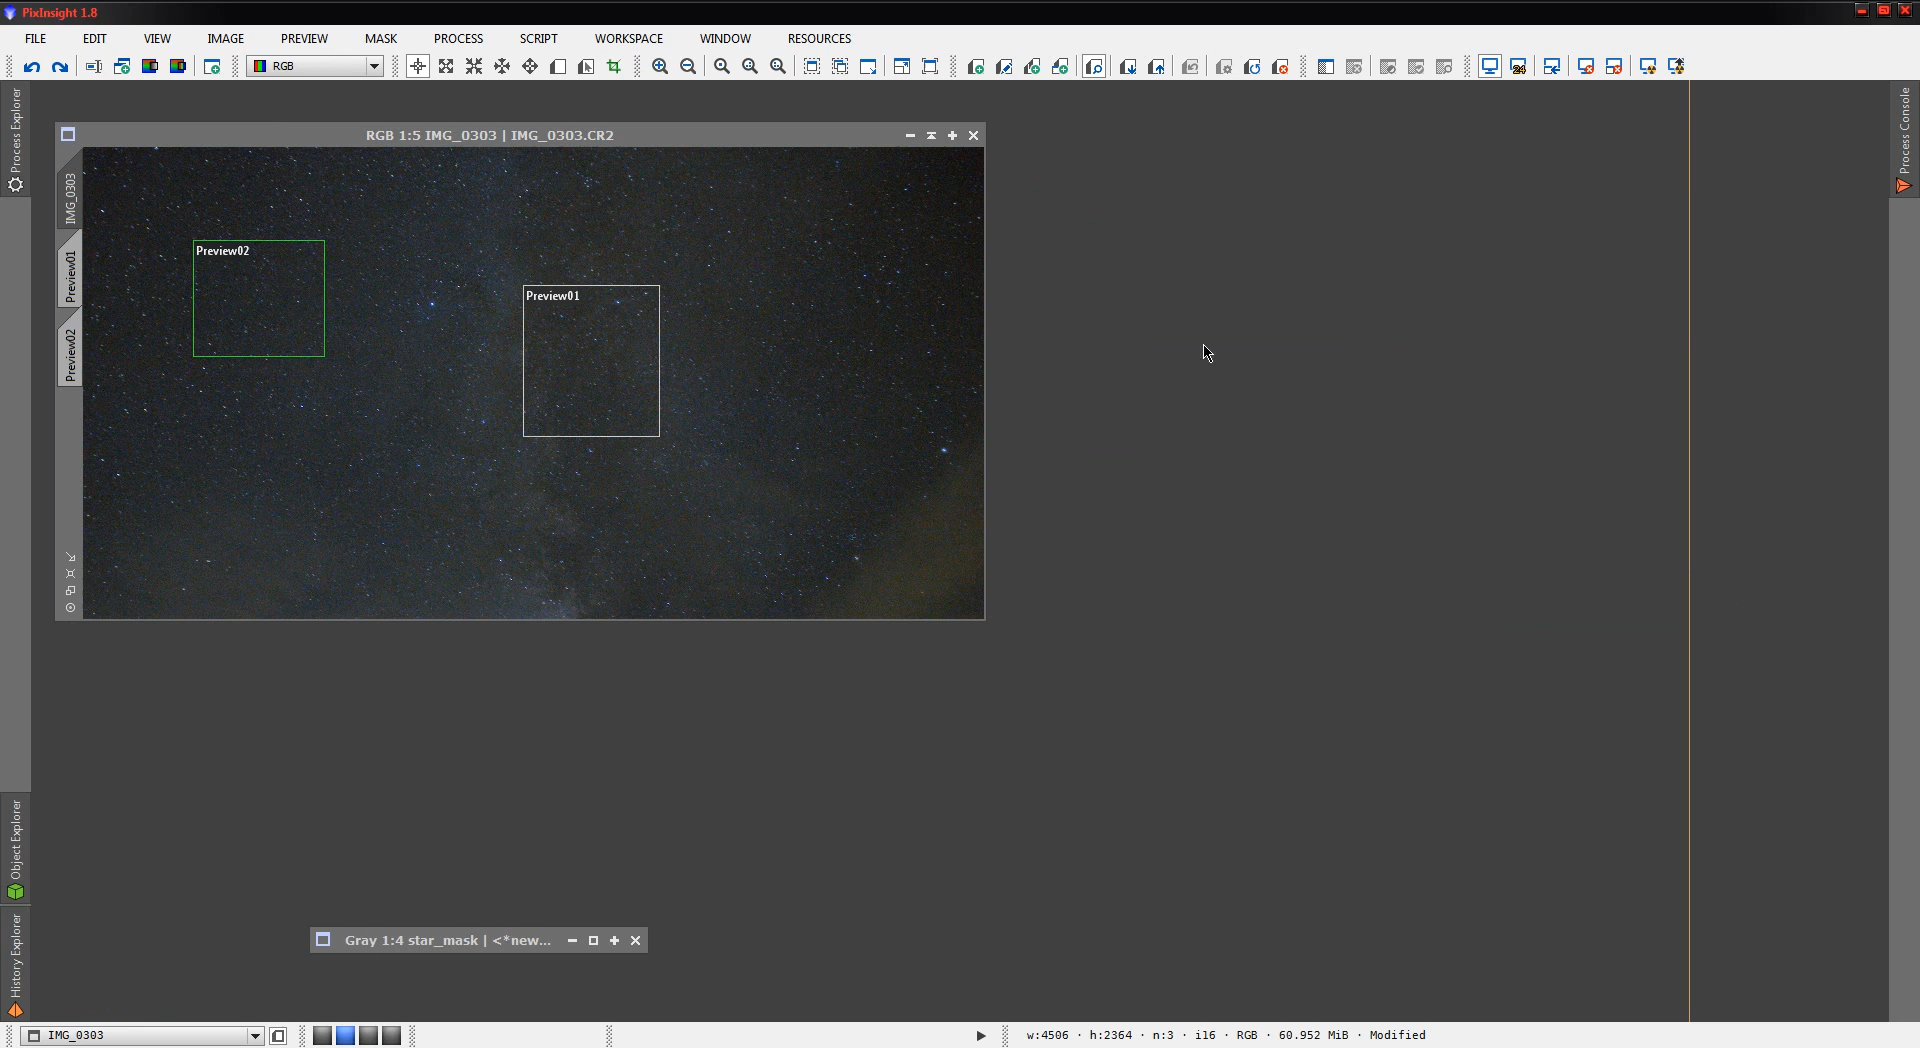 PixInsight 1.8
FILE EDIT VIEW IMAGE PREVIEW MASK PROCESS SCRIPT WORKSPACE WINDOW RESOURCES
RGB
24
Process Explorer
Process Console
RGB 1:5 IMG_0303 | IMG_0303.CR2
IMG_0303
Preview01
Preview02
Preview02
Preview01
Object Explorer
History Explorer
Gray 1:4 star_mask | <*new...
IMG_0303
w:4506 · h:2364 · n:3 · i16 · RGB · 60.952 MiB · Modified